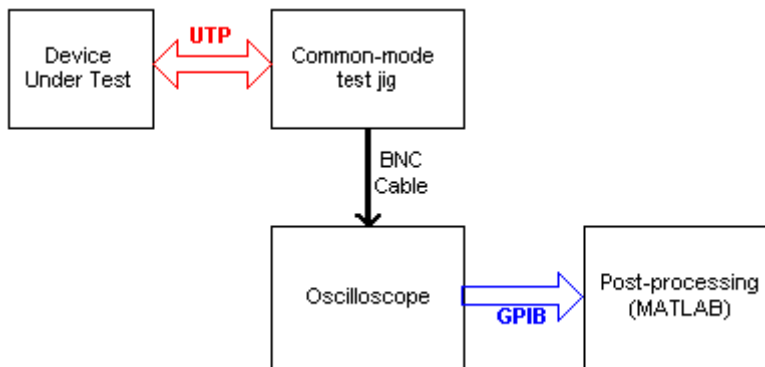 Device
Under Test
UTP
Common-mode
test jig
BNC
Cable
Oscilloscope
GPIB
Post-processing
(MATLAB)